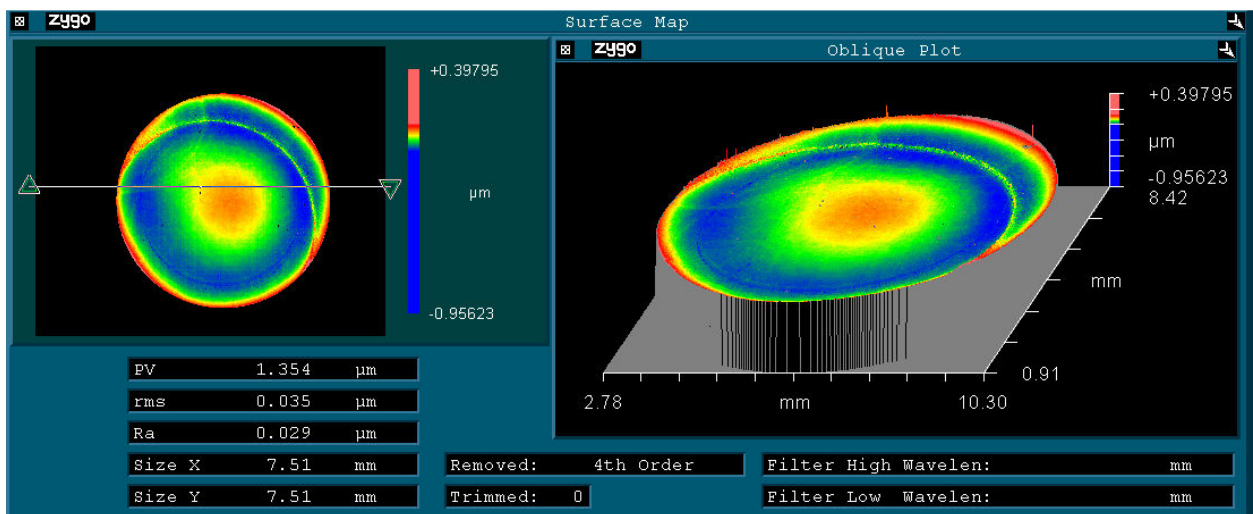 zygo Surface Map
+0.39795
µm
-0.95623
zygo Oblique Plot
+0.39795
µm
-0.95623
8.42
mm
0.91
2.78 mm 10.30
PV 1.354 µm
rms 0.035 µm
Ra 0.029 µm
Size X 7.51 mm
Size Y 7.51 mm
Removed: 4th Order
Trimmed: 0
Filter High Wavelen: mm
Filter Low Wavelen: mm